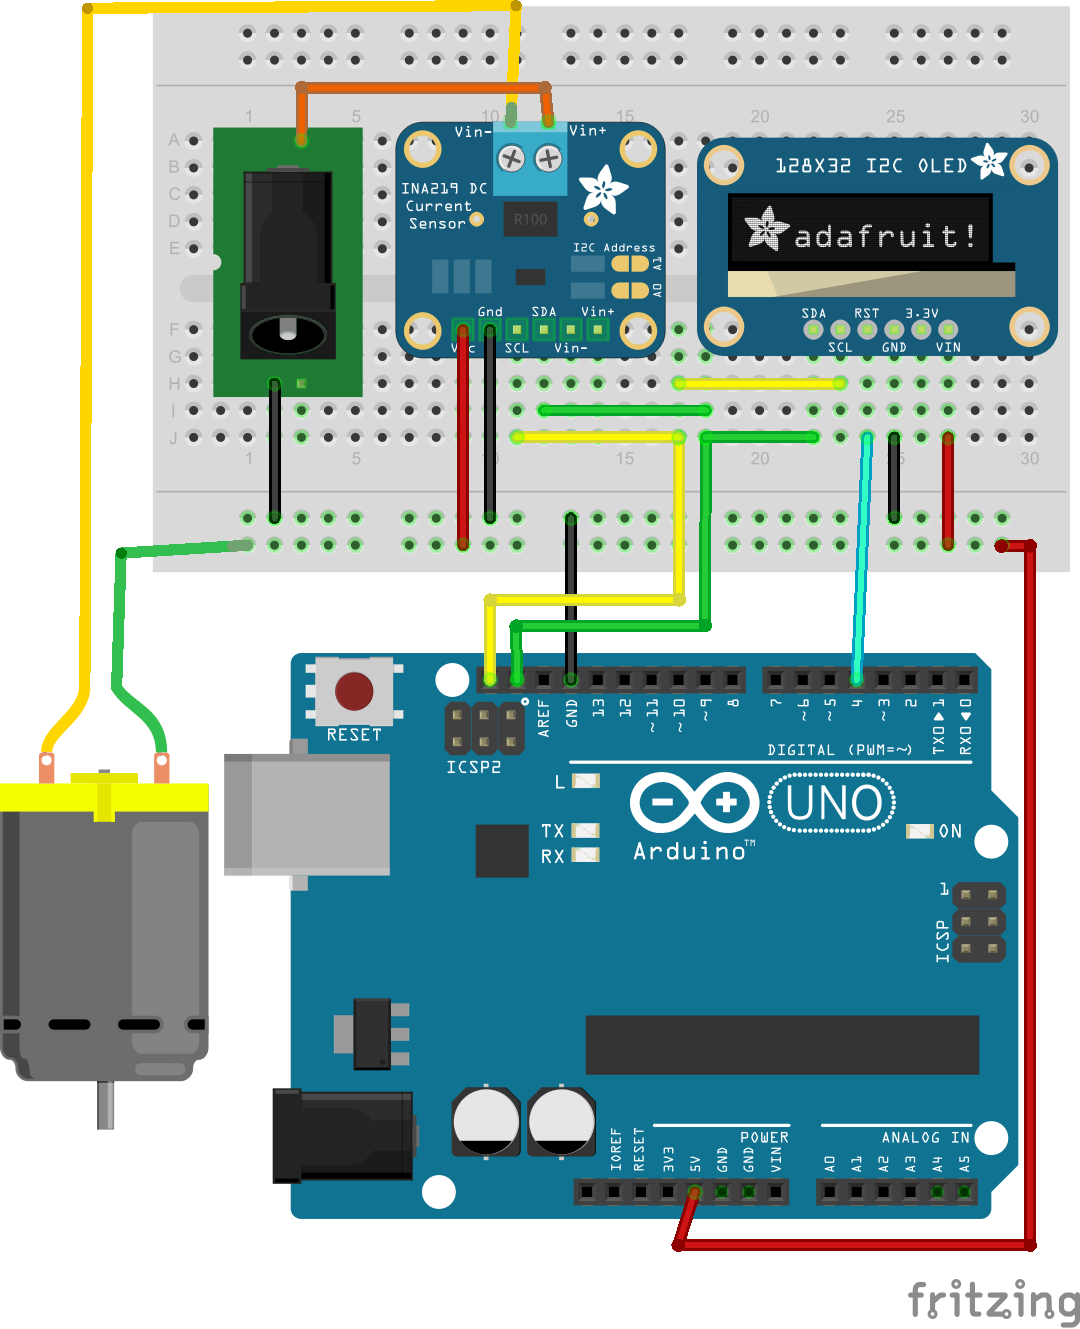 1 5 10 15 20 25 30
A
B
C
D
E
F
G
H
I
J
1 5 15 20 25 30
Vin- Vin+
INA219 DC
Current
Sensor
R100
I2C Address
A1
A0
Gnd SDA Vin+
Vcc SCL Vin-
128X32 I2C OLED
adafruit!
SDA RST 3.3V
SCL GND VIN
RESET
ICSP2
AREF
GND
13
12
~11
~10
~9
8
7
~6
~5
4
~3
2
TX0 1
RX0 0
DIGITAL (PWM=~)
L
TX
RX
Arduino™
UNO
ON
1
ICSP
IOREF
RESET
3V3
5V
GND
GND
VIN
POWER
A0
A1
A2
A3
A4
A5
ANALOG IN
fritzing